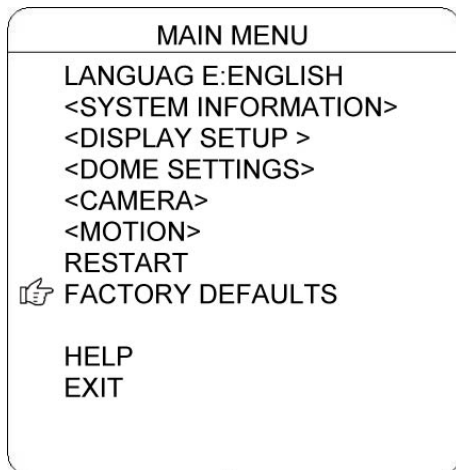 MAIN MENU
LANGUAG E:ENGLISH
<SYSTEM INFORMATION>
<DISPLAY SETUP >
<DOME SETTINGS>
<CAMERA>
<MOTION>
RESTART
FACTORY DEFAULTS
HELP
EXIT